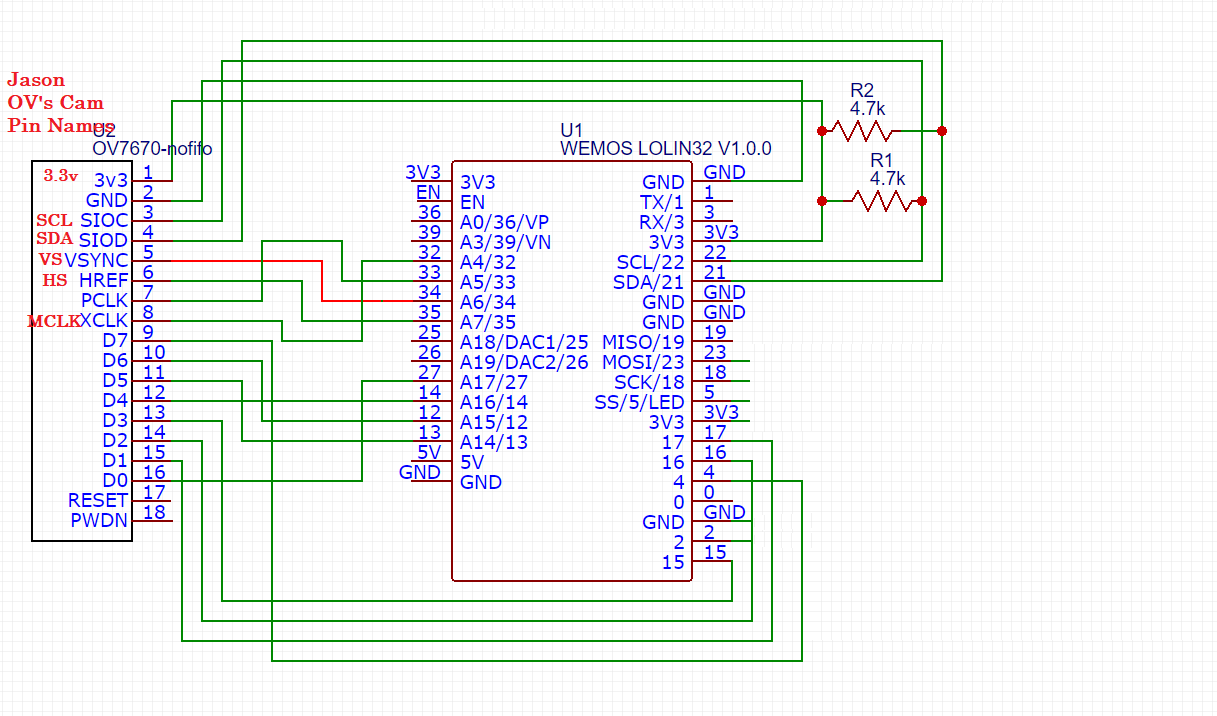 Jason
OV's Cam
Pin Names
U2
OV7670-nofifo
3.3v 3v3 1
GND 2
SCL SIOC 3
SDA SIOD 4
VS VSYNC 5
HS HREF 6
PCLK 7
MCLK XCLK 8
D7 9
D6 10
D5 11
D4 12
D3 13
D2 14
D1 15
D0 16
RESET 17
PWDN 18
U1
WEMOS LOLIN32 V1.0.0
3V3 3V3 GND GND
EN EN TX/1 1
36 A0/36/VP RX/3 3
39 A3/39/VN 3V3 3V3
32 A4/32 SCL/22 22
33 A5/33 SDA/21 21
34 A6/34 GND GND
35 A7/35 GND GND
25 A18/DAC1/25 MISO/19 19
26 A19/DAC2/26 MOSI/23 23
27 A17/27 SCK/18 18
14 A16/14 SS/5/LED 5
12 A15/12 3V3 3V3
13 A14/13 17 17
5V 5V 16 16
GND GND 4 4
0 0
GND GND
2 2
15 15
R2
4.7k
R1
4.7k